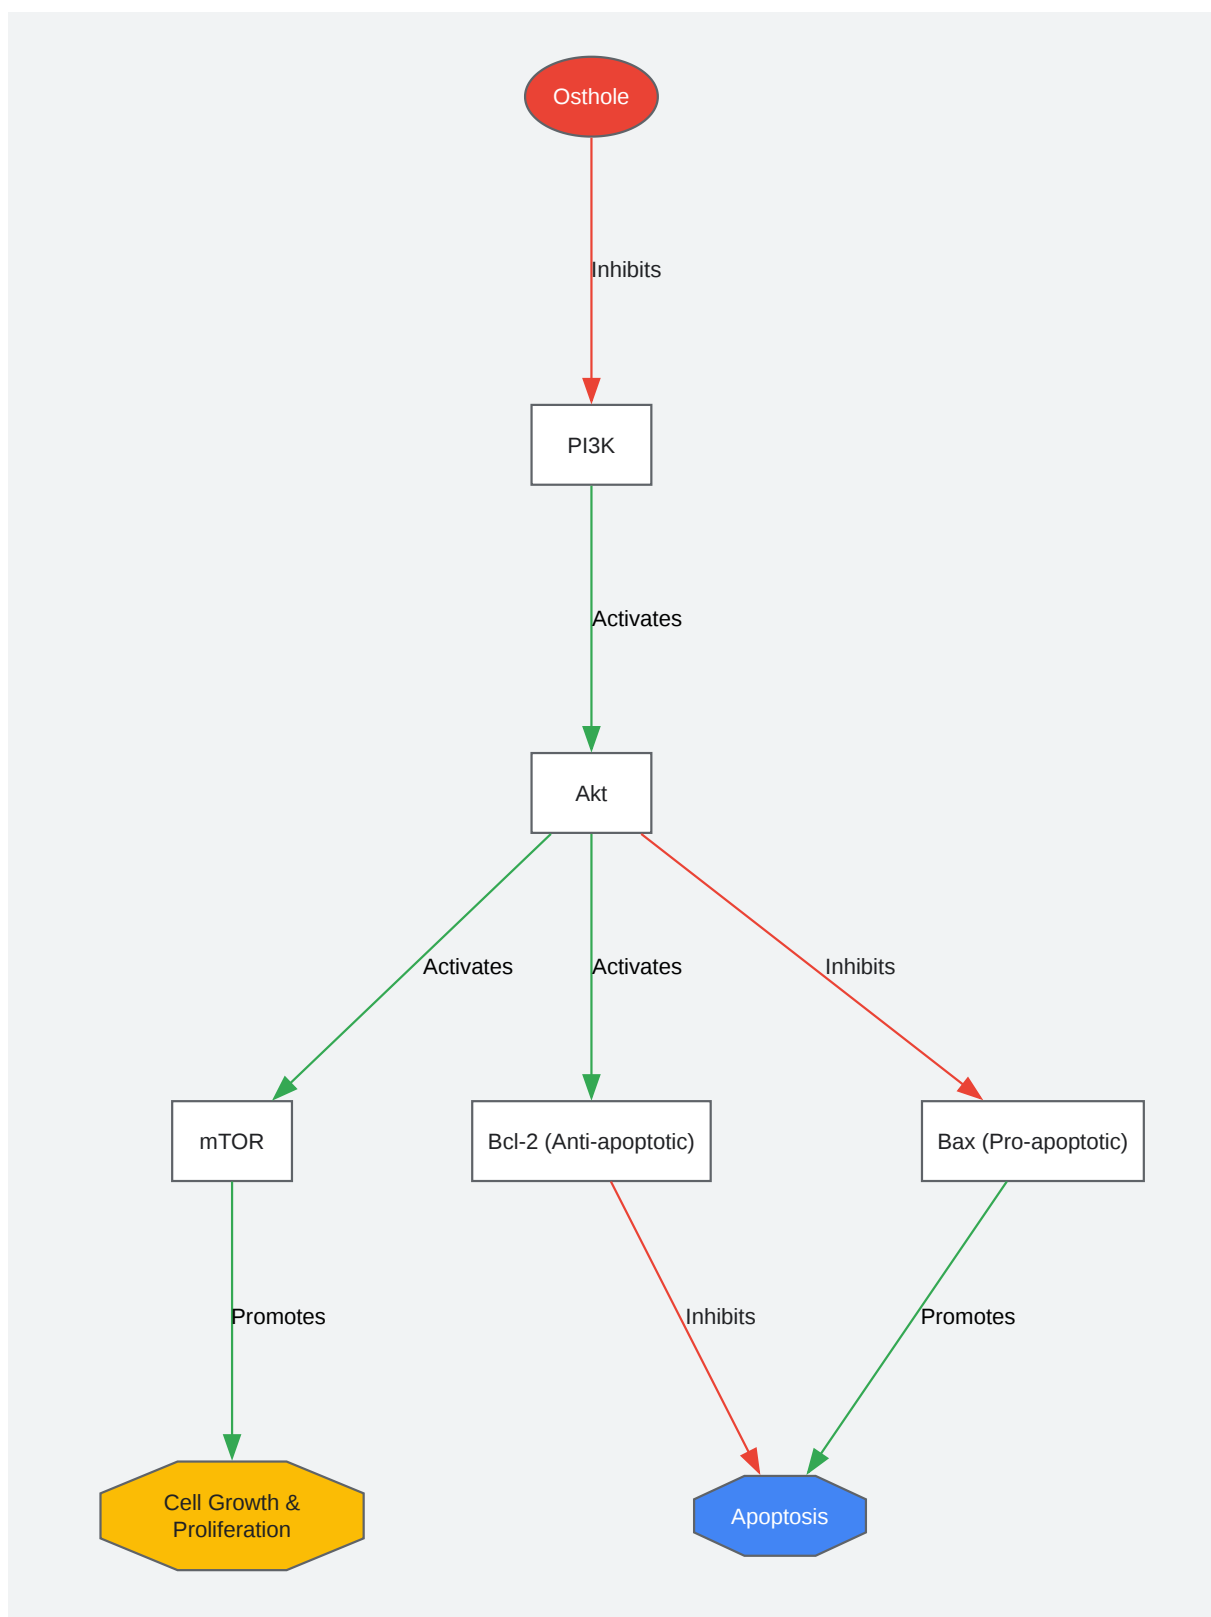 Osthole
Inhibits
PI3K
Activates
Akt
Activates
Activates
Inhibits
mTOR
Bcl-2 (Anti-apoptotic)
Bax (Pro-apoptotic)
Promotes
Inhibits
Promotes
Cell Growth &
Proliferation
Apoptosis